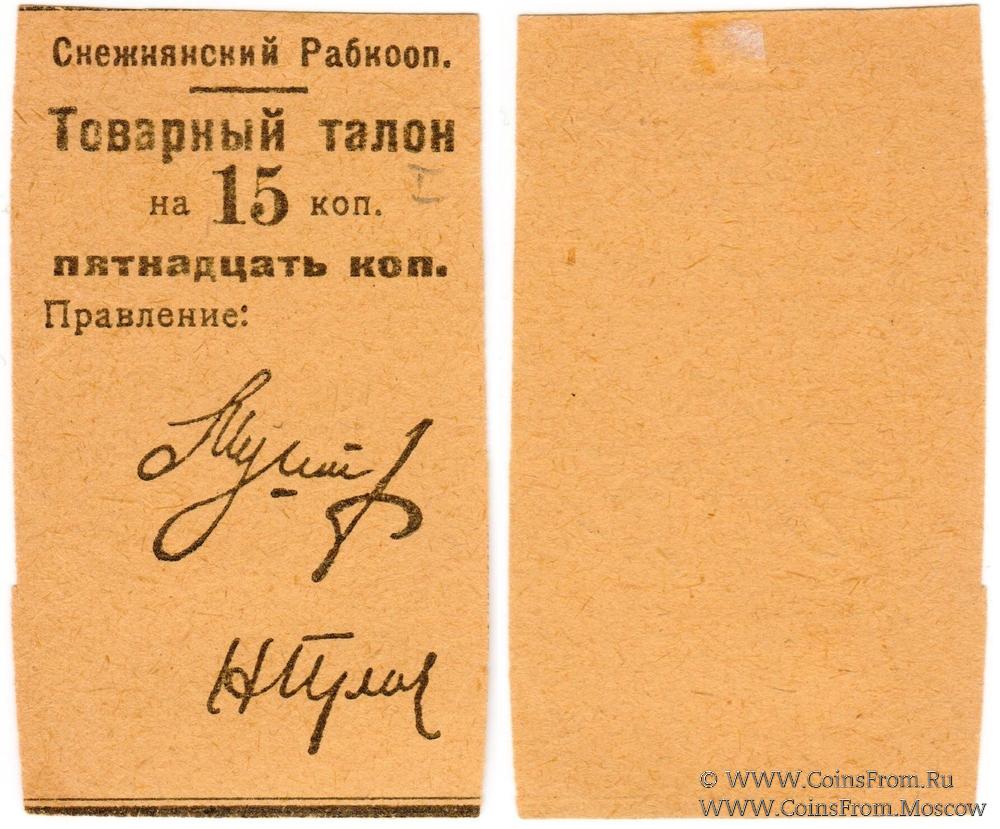 Снежнянский Рабкооп.
Товарный талон
на 15 коп.
I
пятнадцать коп.
Правление:
© WWW.CoinsFrom.Ru
WWW.CoinsFrom.Moscow